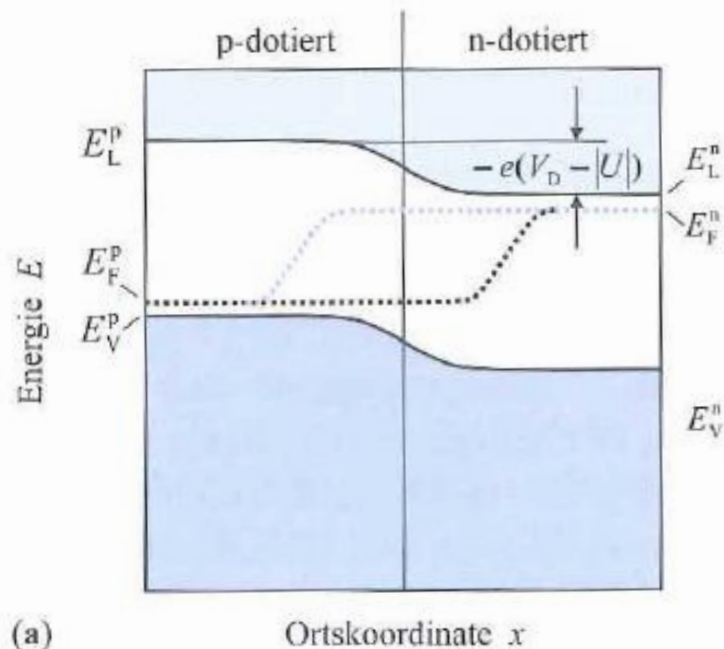 p-dotiert
n-dotiert
E_L^p
− e(V_D − |U|)
E_L^n
E_F^n
E_F^p
E_V^p
E_V^n
Energie E
(a)
Ortskoordinate x